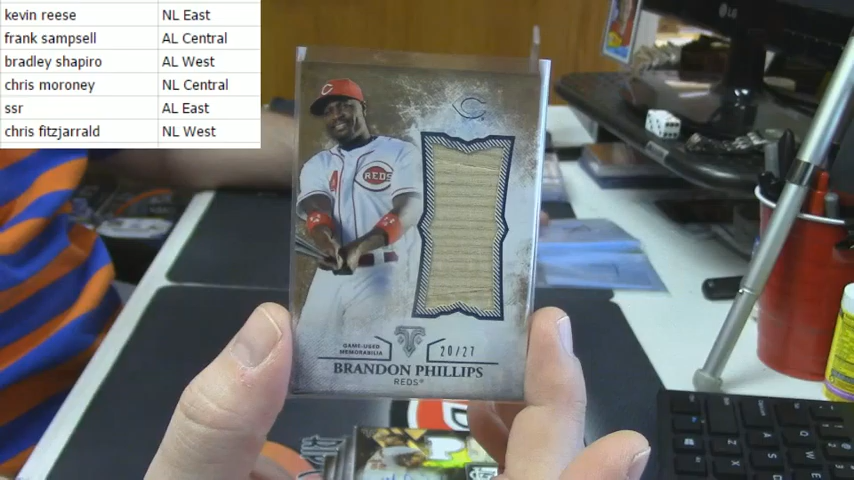 kevin reese NL East
frank sampsell AL Central
bradley shapiro AL West
chris moroney NL Central
ssr AL East
chris fitzjarrald NL West
LG
C
REDS
4
GAME-USED
MEMORABILIA
20/27
BRANDON PHILLIPS
REDS